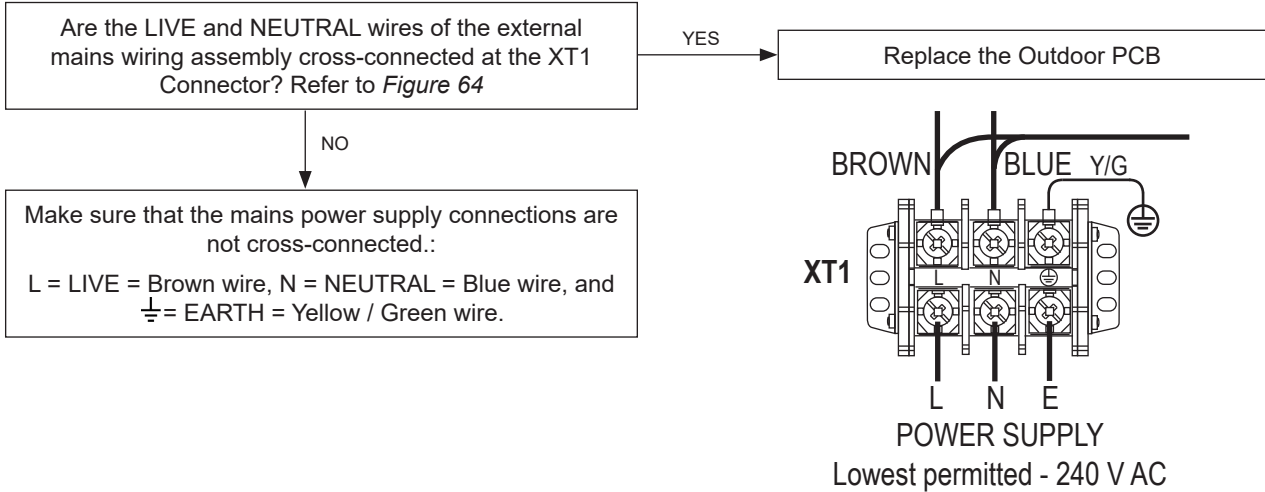 Are the LIVE and NEUTRAL wires of the external
mains wiring assembly cross-connected at the XT1
Connector? Refer to Figure 64
YES
Replace the Outdoor PCB
NO
Make sure that the mains power supply connections are
not cross-connected.:
L = LIVE = Brown wire, N = NEUTRAL = Blue wire, and
⏚= EARTH = Yellow / Green wire.
BROWN
BLUE
Y/G
XT1
L N
L N E
POWER SUPPLY
Lowest permitted - 240 V AC